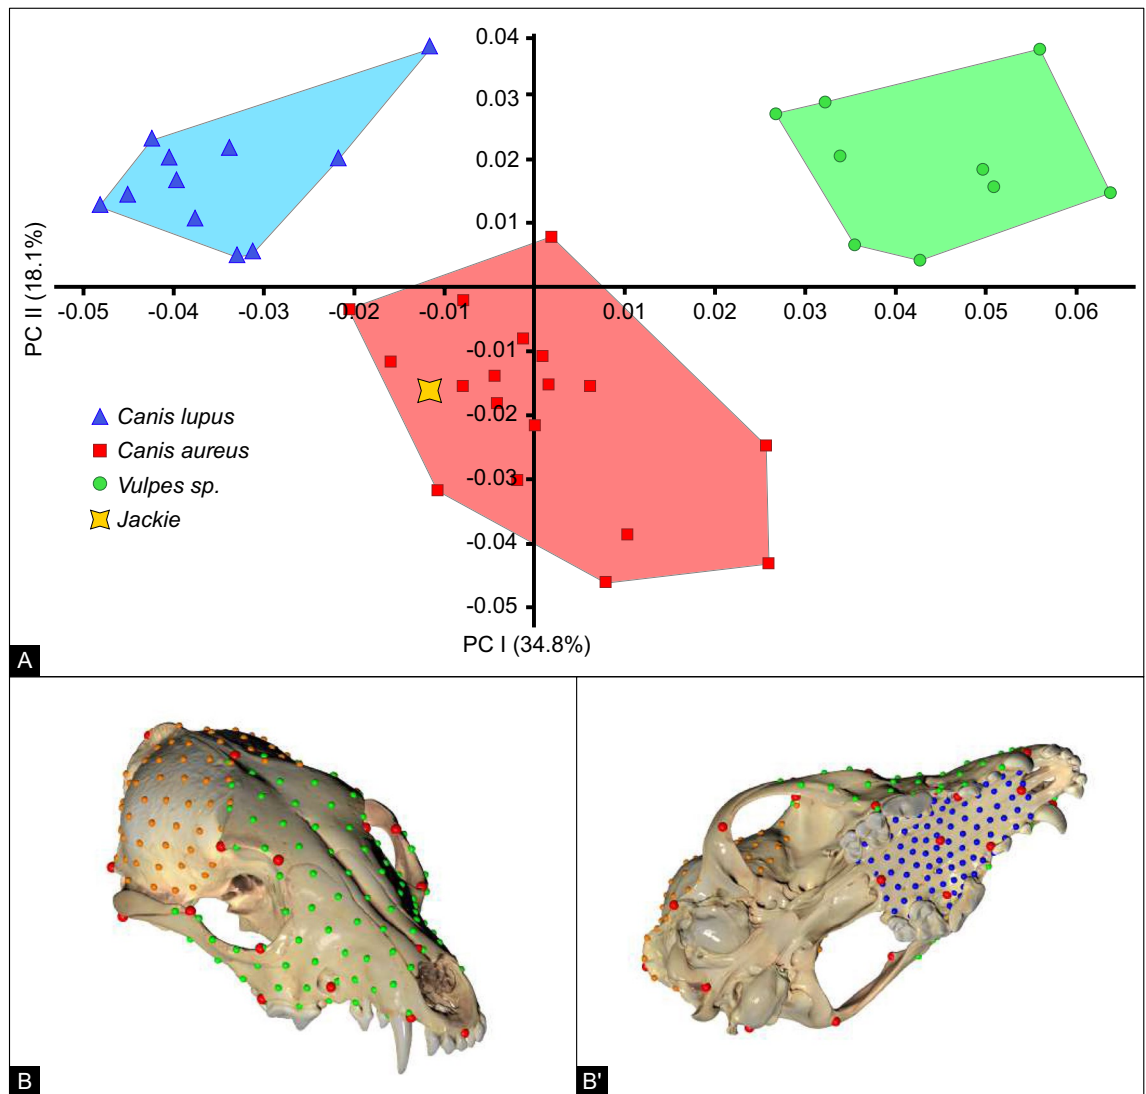 0.04
0.03
0.02
0.01
-0.05
-0.04
-0.03
-0.02
-0.01
0.01
0.02
0.03
0.04
0.05
0.06
-0.01
-0.02
-0.03
-0.04
-0.05
PC II (18.1%)
PC I (34.8%)
Canis lupus
Canis aureus
Vulpes sp.
Jackie
A
B
B'